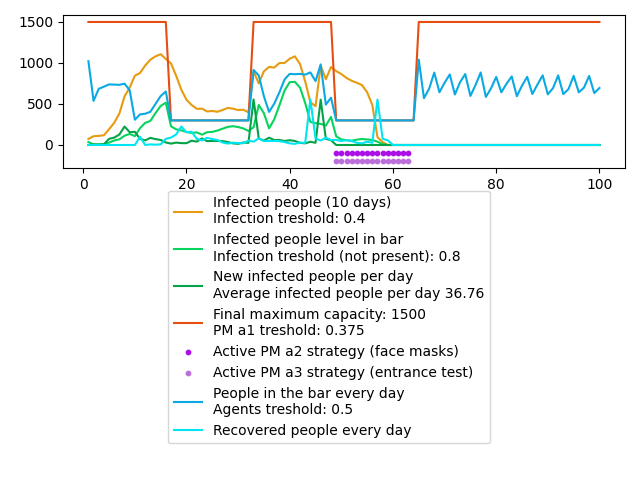 1500
1000
500
0
0
20
40
60
80
100
Infected people (10 days)
Infection treshold: 0.4
Infected people level in bar
Infection treshold (not present): 0.8
New infected people per day
Average infected people per day 36.76
Final maximum capacity: 1500
PM a1 treshold: 0.375
Active PM a2 strategy (face masks)
Active PM a3 strategy (entrance test)
People in the bar every day
Agents treshold: 0.5
Recovered people every day